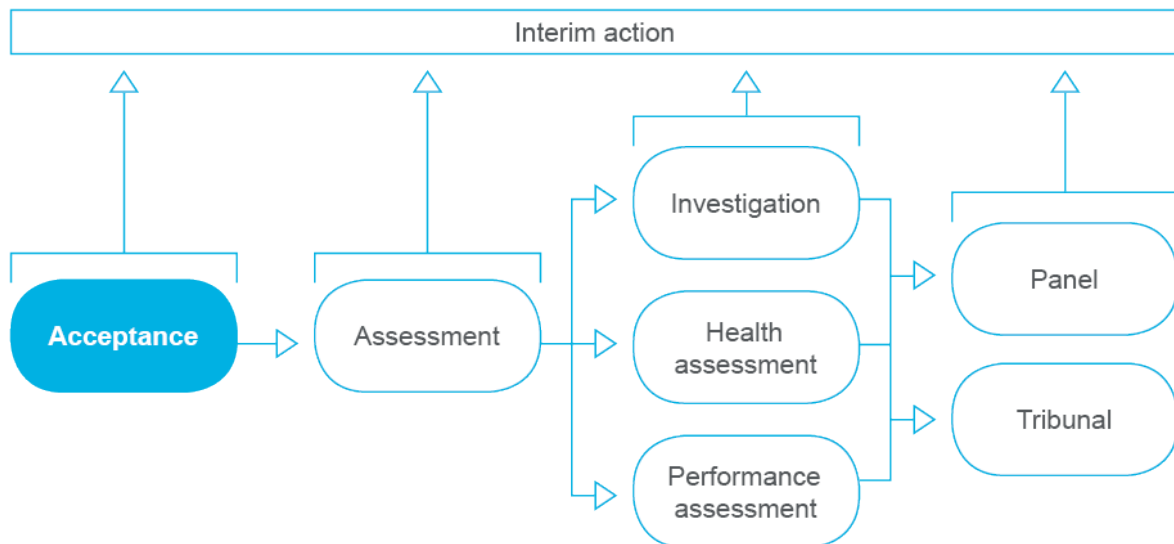 Interim action
Acceptance
Assessment
Investigation
Health
assessment
Performance
assessment
Panel
Tribunal